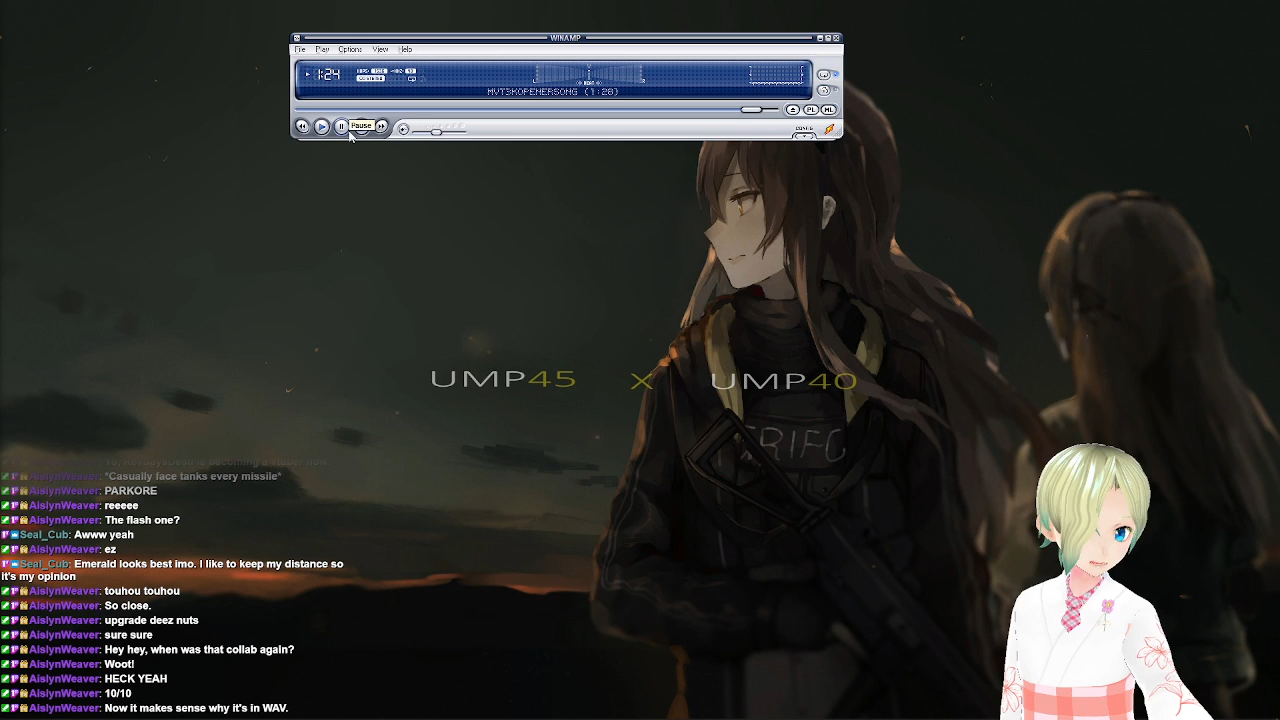 WINAMP
File Play Options View Help
1:24
MVT3KOPENERSONG (1:28)
PL ML
Pause
CONFIG
UMP45 X UMP40
AislynWeaver: *Casually face tanks every missile*
AislynWeaver: PARKORE
AislynWeaver: reeeee
AislynWeaver: The flash one?
Seal_Cub: Awww yeah
AislynWeaver: ez
Seal_Cub: Emerald looks best imo. I like to keep my distance so
it's my opinion
AislynWeaver: touhou touhou
AislynWeaver: So close.
AislynWeaver: upgrade deez nuts
AislynWeaver: sure sure
AislynWeaver: Hey hey, when was that collab again?
AislynWeaver: Woot!
AislynWeaver: HECK YEAH
AislynWeaver: 10/10
AislynWeaver: Now it makes sense why it's in WAV.